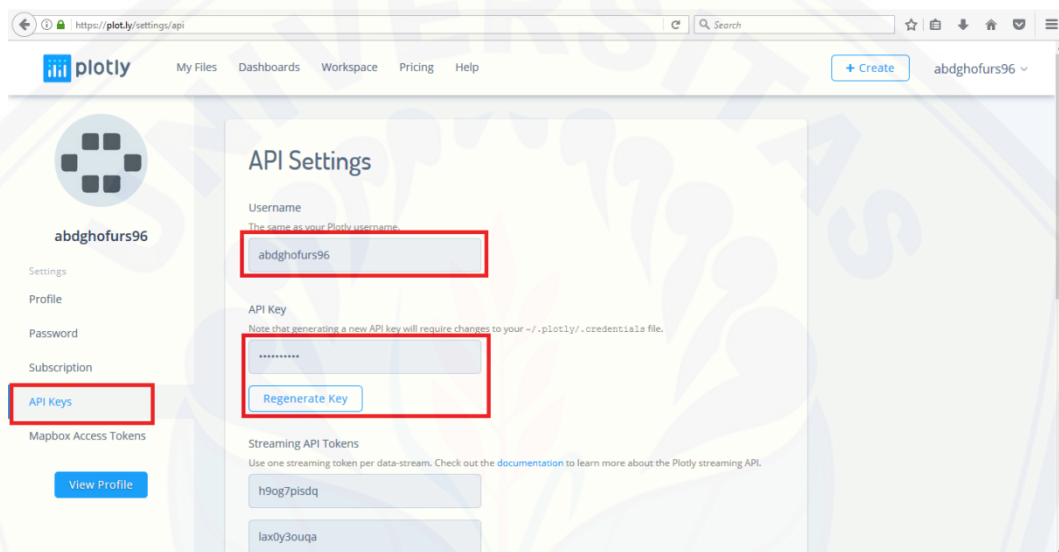 https://plot.ly/settings/api
Search
plotly
My Files
Dashboards
Workspace
Pricing
Help
+ Create
abdghofurs96
abdghofurs96
Settings
Profile
Password
Subscription
API Keys
Mapbox Access Tokens
View Profile
API Settings
Username
The same as your Plotly username.
abdghofurs96
API Key
Note that generating a new API key will require changes to your ~/.plotly/.credentials file.
••••••••••
Regenerate Key
Streaming API Tokens
Use one streaming token per data-stream. Check out the documentation to learn more about the Plotly streaming API.
h9og7pisdq
lax0y3ouqa
UNIVERSITAS